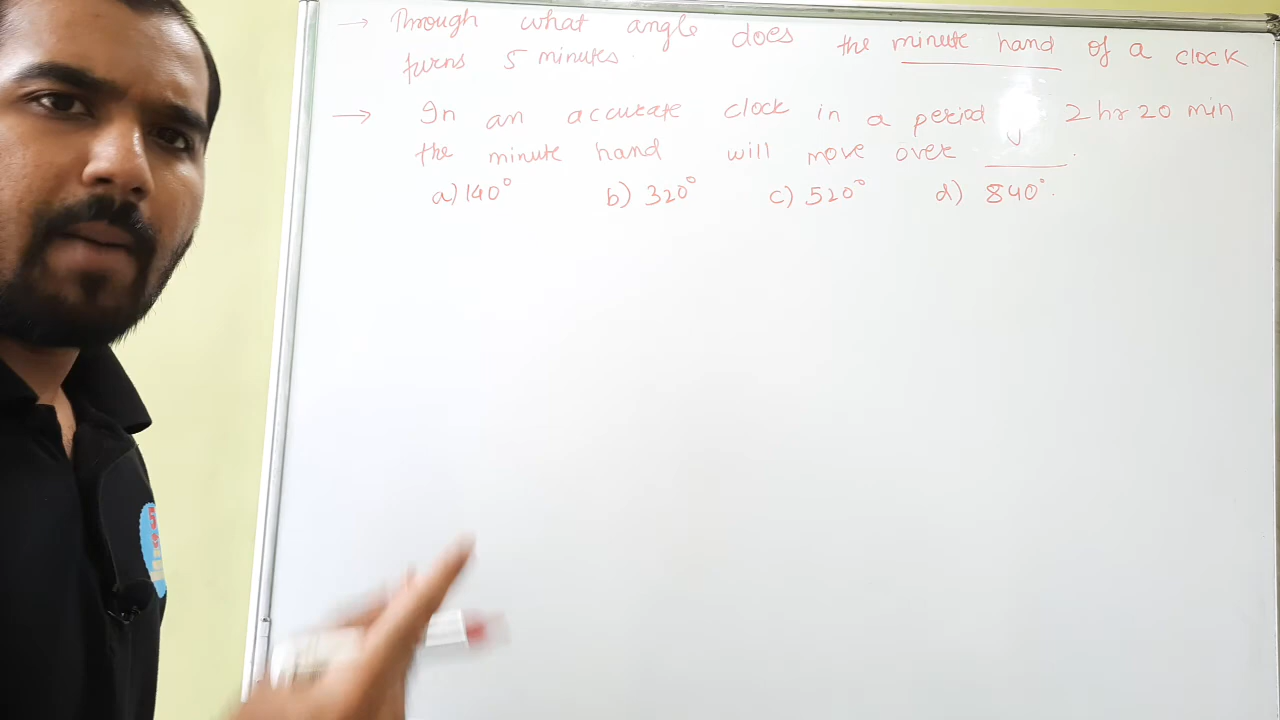 → Through what angle does the minute hand of a clock
turns 5 minutes.
→ In an accurate clock in a period 2 hr 20 min
the minute hand will move over ______.
a) 140° b) 320° c) 520° d) 840°.